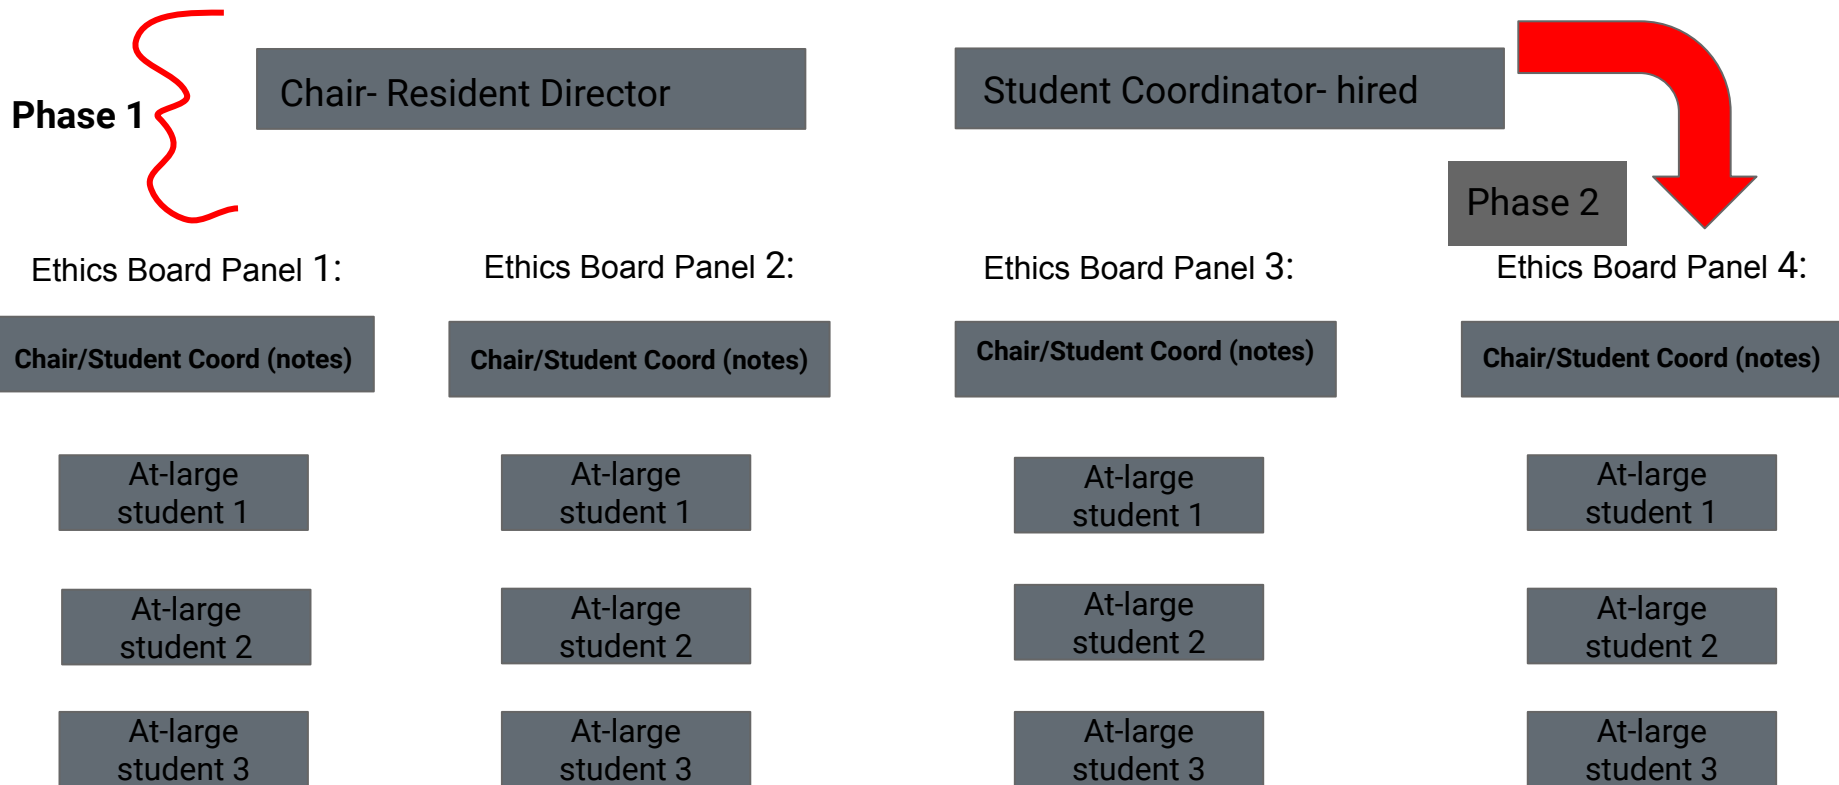 Phase 1
Chair- Resident Director
Student Coordinator- hired
Phase 2
Ethics Board Panel 1:
Ethics Board Panel 2:
Ethics Board Panel 3:
Ethics Board Panel 4:
Chair/Student Coord (notes)
Chair/Student Coord (notes)
Chair/Student Coord (notes)
Chair/Student Coord (notes)
At-large
student 1
At-large
student 1
At-large
student 1
At-large
student 1
At-large
student 2
At-large
student 2
At-large
student 2
At-large
student 2
At-large
student 3
At-large
student 3
At-large
student 3
At-large
student 3